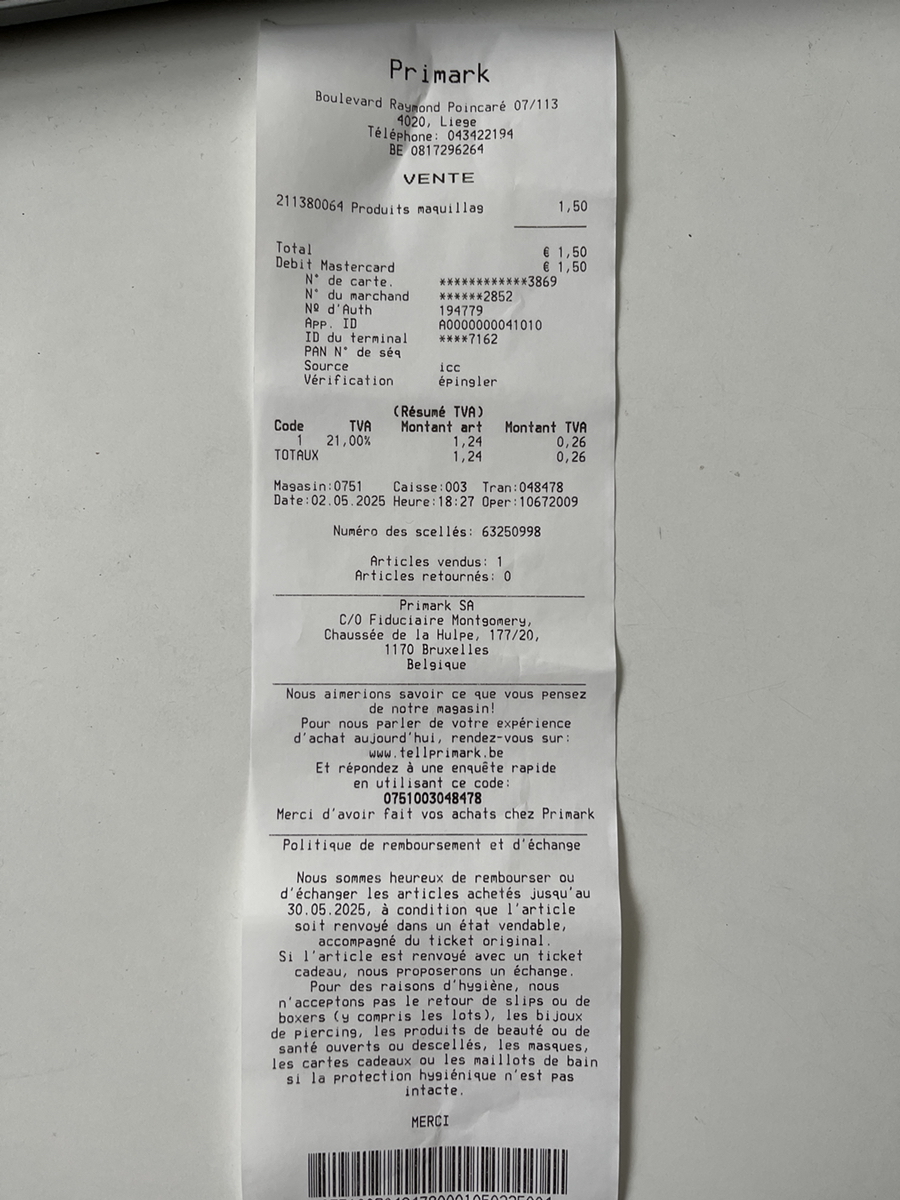 Primark
Boulevard Raymond Poincaré 07/113
4020, Liege
Téléphone: 043422194
BE 0817296264
VENTE
211380064 Produits maquillag 1,50
Total € 1,50
Debit Mastercard € 1,50
N° de carte. ************3869
N° du marchand ******2852
Nº d'Auth 194779
App. ID A0000000041010
ID du terminal ****7162
PAN N° de séq
Source icc
Vérification épingler
(Résumé TVA)
Code TVA Montant art Montant TVA
1 21,00% 1,24 0,26
TOTAUX 1,24 0,26
Magasin:0751 Caisse:003 Tran:048478
Date:02.05.2025 Heure:18:27 Oper:10672009
Numéro des scellés: 63250998
Articles vendus: 1
Articles retournés: 0
Primark SA
C/O Fiduciaire Montgomery,
Chaussée de la Hulpe, 177/20,
1170 Bruxelles
Belgique
Nous aimerions savoir ce que vous pensez
de notre magasin!
Pour nous parler de votre expérience
d'achat aujourd'hui, rendez-vous sur:
www.tellprimark.be
Et répondez à une enquête rapide
en utilisant ce code:
0751003048478
Merci d'avoir fait vos achats chez Primark
Politique de remboursement et d'échange
Nous sommes heureux de rembourser ou
d'échanger les articles achetés jusqu'au
30.05.2025, à condition que l'article
soit renvoyé dans un état vendable,
accompagné du ticket original.
Si l'article est renvoyé avec un ticket
cadeau, nous proposerons un échange.
Pour des raisons d'hygiène, nous
n'acceptons pas le retour de slips ou de
boxers (y compris les lots), les bijoux
de piercing, les produits de beauté ou de
santé ouverts ou descellés, les masques,
les cartes cadeaux ou les maillots de bain
si la protection hygiénique n'est pas
intacte.
MERCI